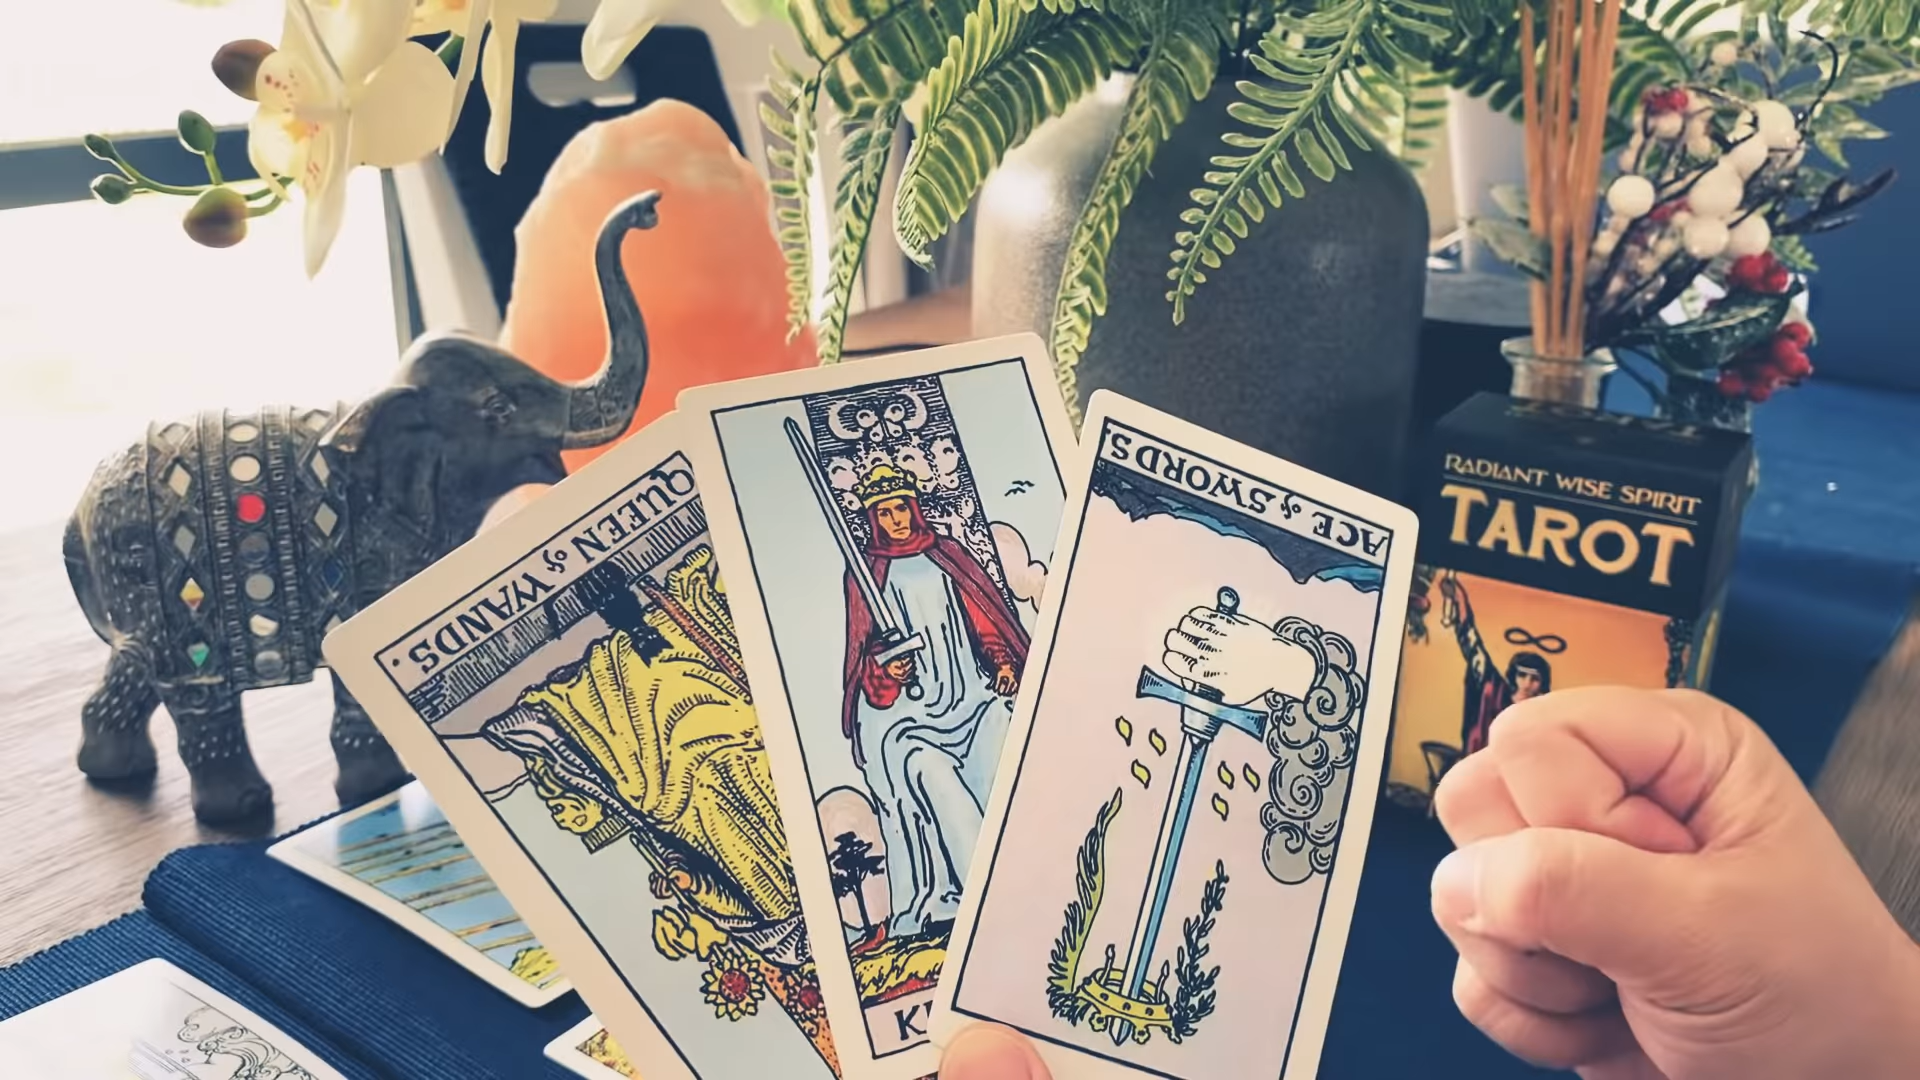 QUEEN of WANDS.
ACE of SWORDS.
RADIANT WISE SPIRIT
TAROT